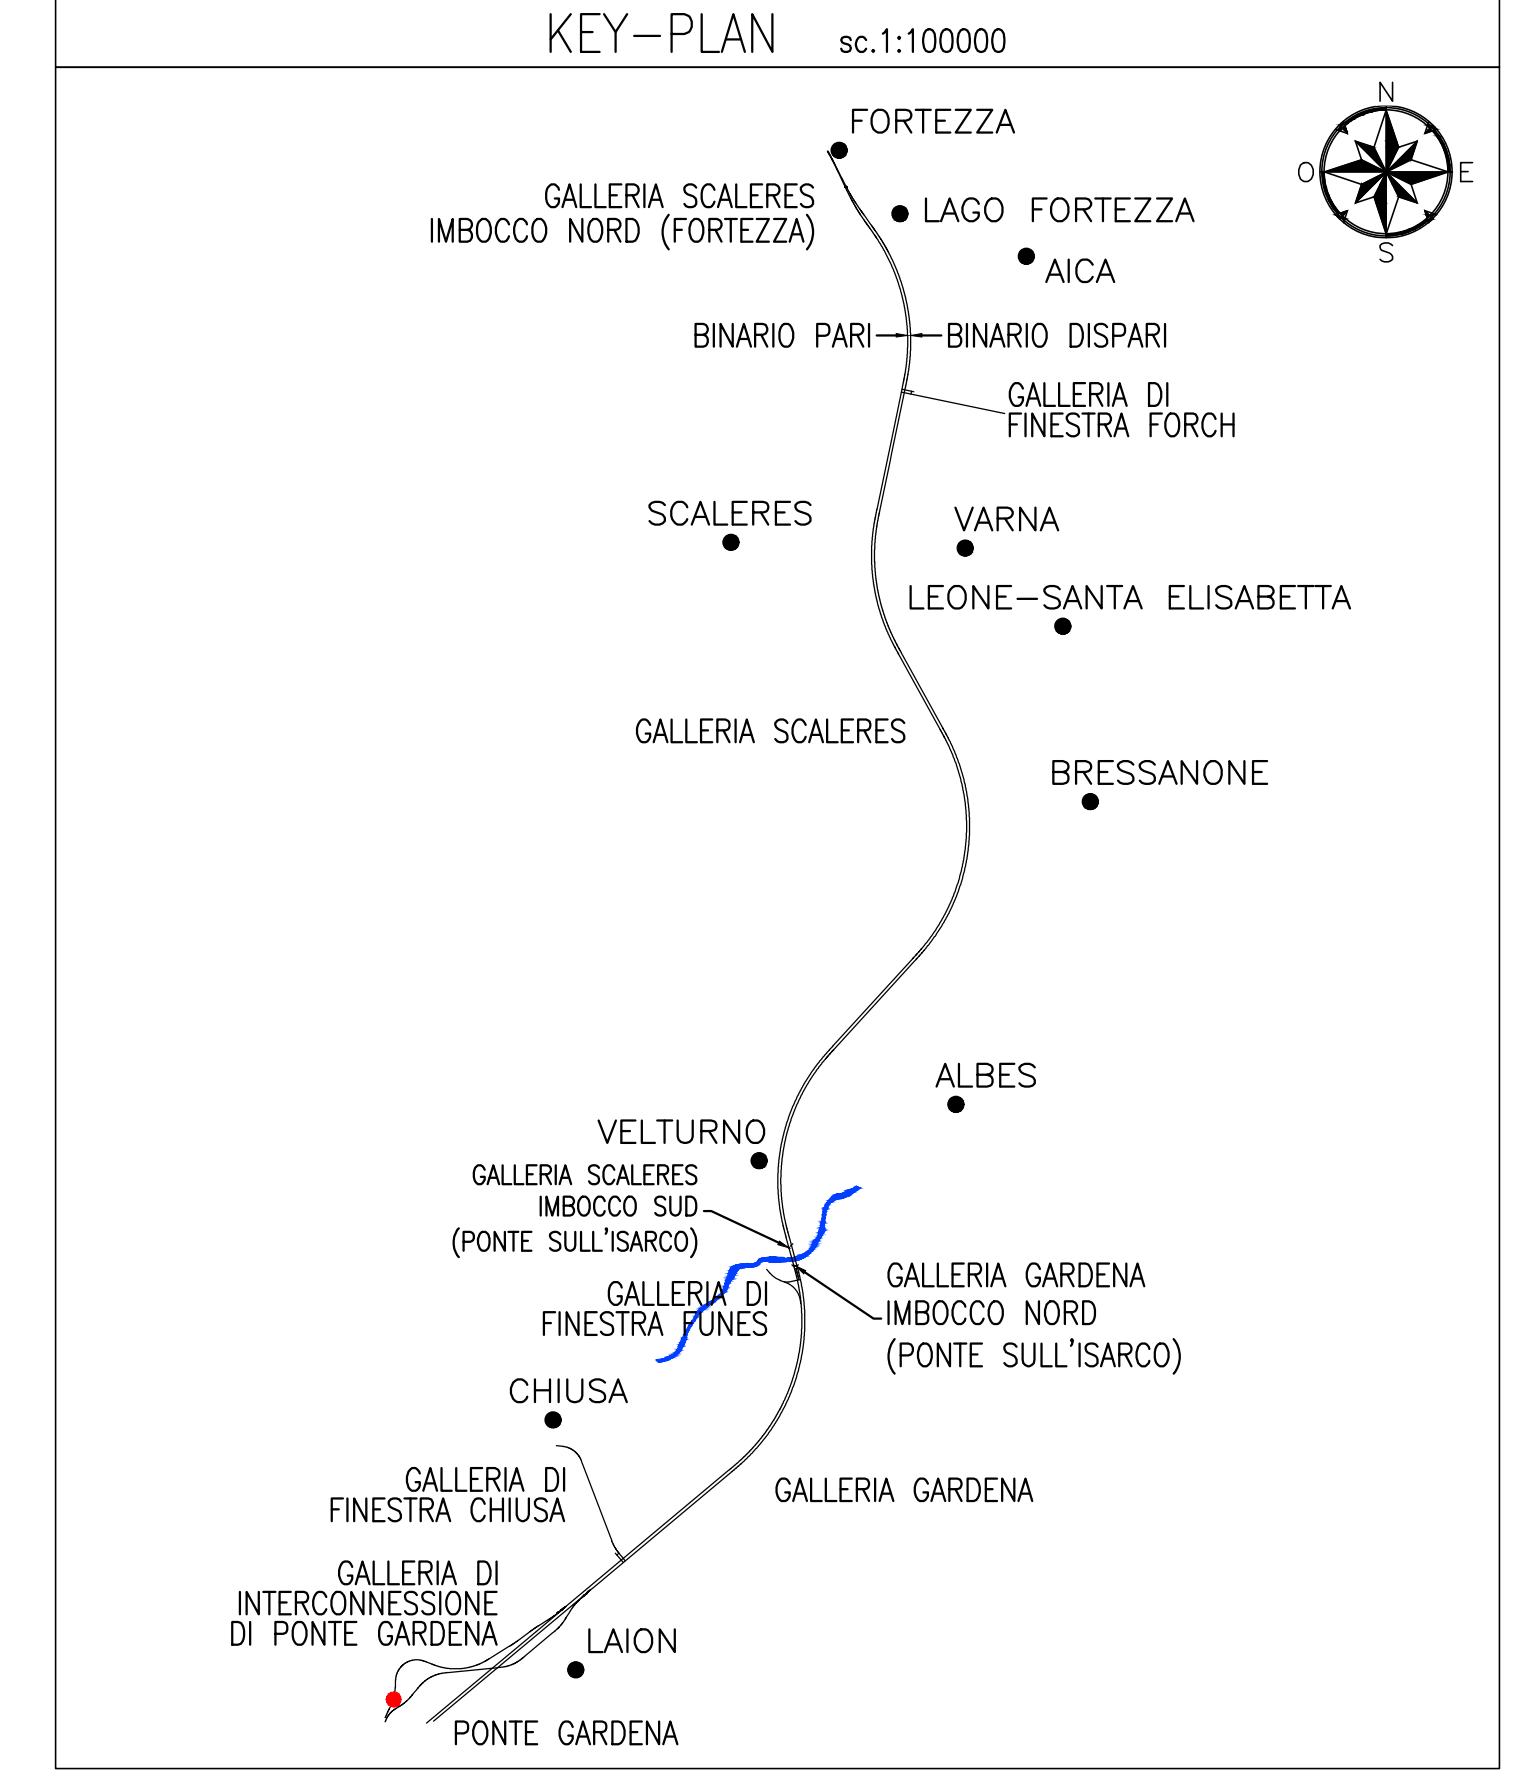 KEY-PLAN sc.1:100000
N
O
E
S
FORTEZZA
GALLERIA SCALERES
IMBOCCO NORD (FORTEZZA)
LAGO FORTEZZA
AICA
BINARIO PARI
BINARIO DISPARI
GALLERIA DI
FINESTRA FORCH
SCALERES
VARNA
LEONE-SANTA ELISABETTA
GALLERIA SCALERES
BRESSANONE
ALBES
VELTURNO
GALLERIA SCALERES
IMBOCCO SUD
(PONTE SULL'ISARCO)
GALLERIA GARDENA
IMBOCCO NORD
(PONTE SULL'ISARCO)
GALLERIA DI
FINESTRA FUNES
CHIUSA
GALLERIA DI
FINESTRA CHIUSA
GALLERIA GARDENA
GALLERIA DI
INTERCONNESSIONE
DI PONTE GARDENA
LAION
PONTE GARDENA